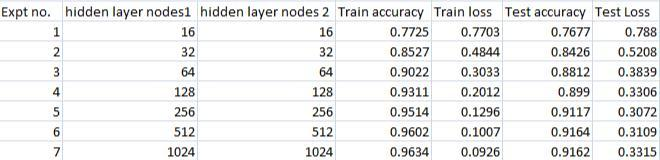 Expt no. hidden layer nodes1 hidden layer nodes 2 Train accuracy Train loss Test accuracy Test Loss
1 16 16 0.7725 0.7703 0.7677 0.788
2 32 32 0.8527 0.4844 0.8426 0.5208
3 64 64 0.9022 0.3033 0.8812 0.3839
4 128 128 0.9311 0.2012 0.899 0.3306
5 256 256 0.9514 0.1296 0.9117 0.3072
6 512 512 0.9602 0.1007 0.9164 0.3109
7 1024 1024 0.9634 0.0926 0.9162 0.3315